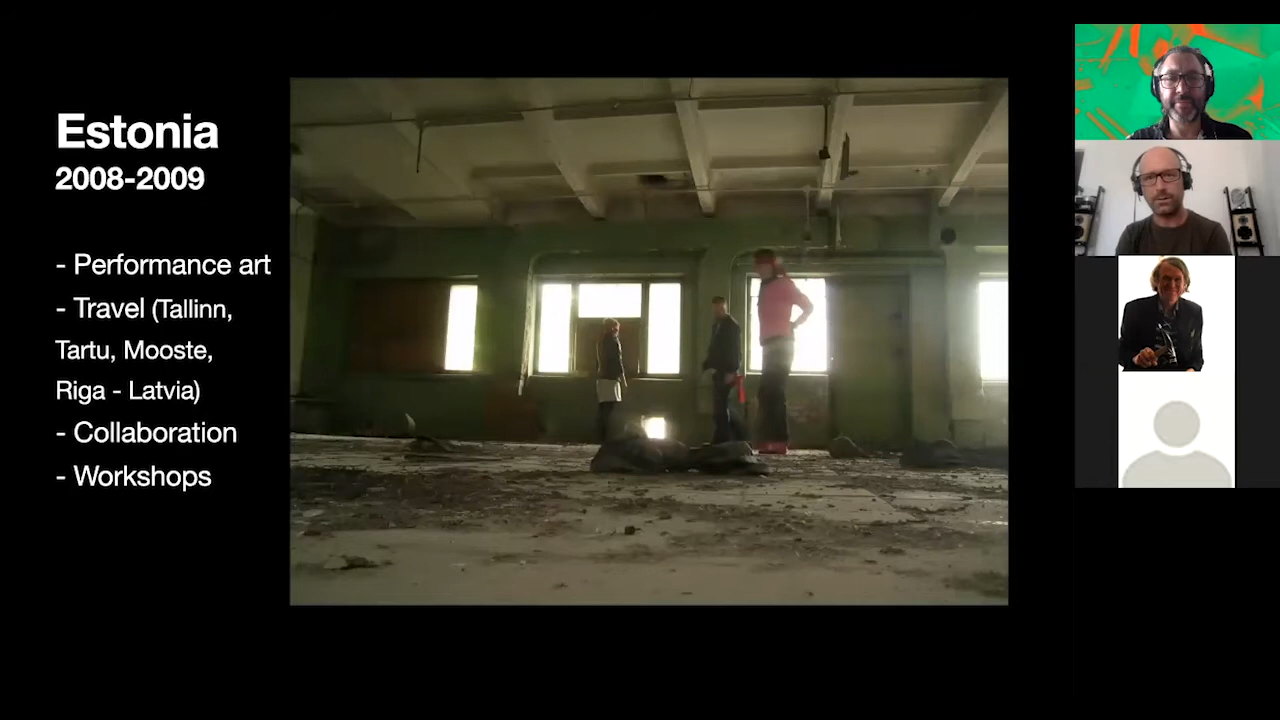 Estonia
2008-2009
- Performance art
- Travel (Tallinn,
Tartu, Mooste,
Riga - Latvia)
- Collaboration
- Workshops